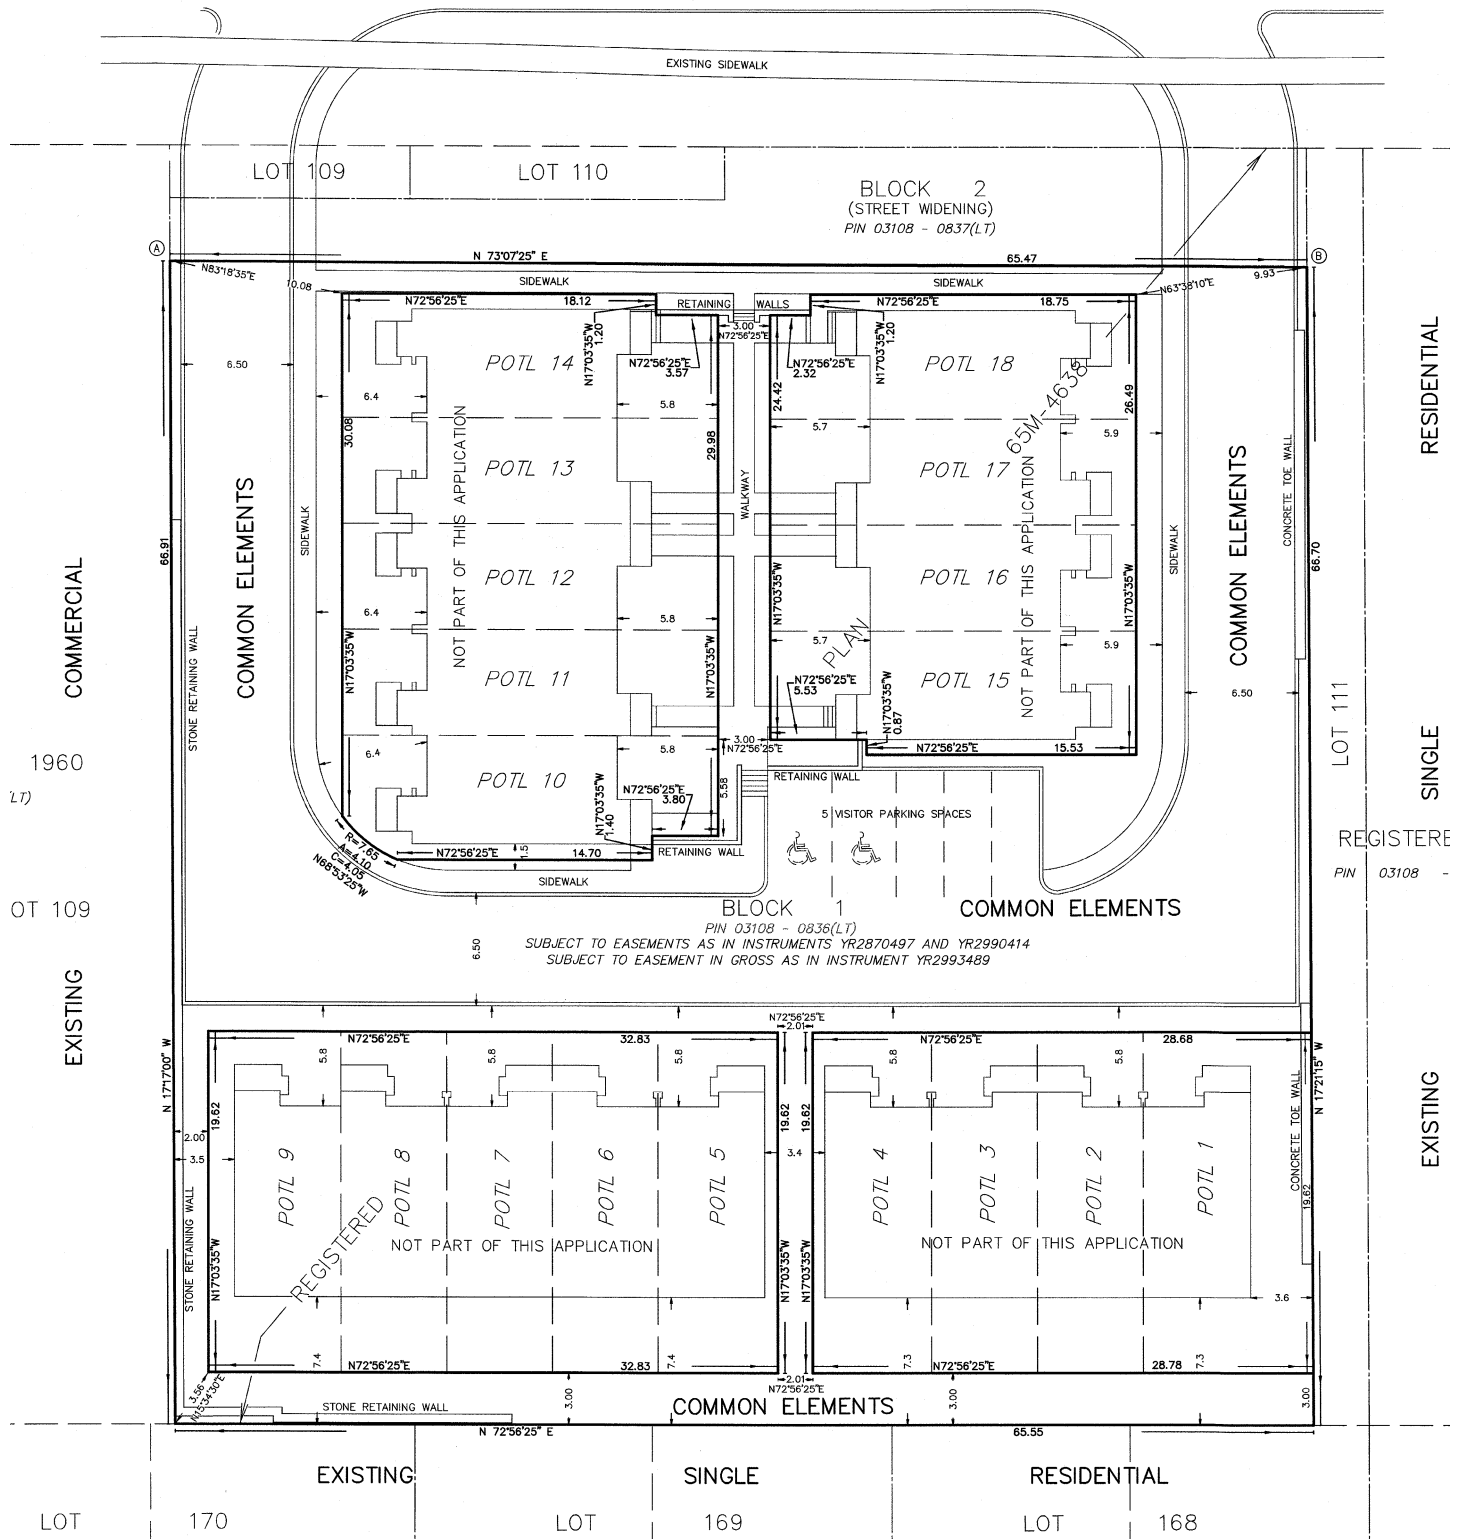 EXISTING SIDEWALK
LOT 109
LOT 110
BLOCK 2
(STREET WIDENING)
PIN 03108 - 0837(LT)
A
N 73°07'25" E
65.47
B
N83°18'35"E
10.08
SIDEWALK
SIDEWALK
N63°38'10"E
9.93
N72°56'25"E
18.12
RETAINING WALLS
N72°56'25"E
18.75
N17°03'35"W
1.20
3.00
N72°56'25"E
N17°03'35"W
1.20
POTL 14
N72°56'25"E
3.57
N72°56'25"E
2.32
POTL 18
6.50
6.4
5.8
24.42
5.7
65M-4638
26.49
5.9
30.08
29.98
POTL 13
POTL 17
NOT PART OF THIS APPLICATION
NOT PART OF THIS APPLICATION
WALKWAY
SIDEWALK
SIDEWALK
COMMON ELEMENTS
COMMON ELEMENTS
CONCRETE TOE WALL
RESIDENTIAL
66.91
66.70
COMMERCIAL
POTL 12
POTL 16
N17°03'35"W
N17°03'35"W
6.4
5.8
5.7
PLAN
5.9
N17°03'35"W
N17°03'35"W
STONE RETAINING WALL
POTL 11
N72°56'25"E
5.53
N17°03'35"W
0.87
POTL 15
6.50
LOT 111
3.00
N72°56'25"E
N72°56'25"E
15.53
6.4
5.8
1960
LT)
POTL 10
N72°56'25"E
3.80
N17°03'35"W
1.40
5.58
RETAINING WALL
SINGLE
5 VISITOR PARKING SPACES
R=7.65
A=4.10
C=4.05
N68°53'25"W
N72°56'25"E
14.70
1.5
RETAINING WALL
REGISTERE
PIN 03108 -
SIDEWALK
OT 109
BLOCK 1
COMMON ELEMENTS
PIN 03108 - 0836(LT)
SUBJECT TO EASEMENTS AS IN INSTRUMENTS YR2870497 AND YR2990414
SUBJECT TO EASEMENT IN GROSS AS IN INSTRUMENT YR2993489
6.50
EXISTING
N72°56'25"E
2.01
N72°56'25"E
32.83
N72°56'25"E
28.68
5.8
5.8
5.8
5.8
5.8
N 17°17'00" W
N 17°21'15" W
19.62
19.62
19.62
CONCRETE TOE WALL
EXISTING
2.00
3.5
3.4
POTL 9
POTL 8
POTL 7
POTL 6
POTL 5
POTL 4
POTL 3
POTL 2
POTL 1
19.62
STONE RETAINING WALL
REGISTERED
NOT PART OF THIS APPLICATION
NOT PART OF THIS APPLICATION
N17°03'35"W
N17°03'35"W
N17°03'35"W
3.6
7.4
7.4
7.3
7.3
N72°56'25"E
32.83
N72°56'25"E
28.78
2.01
N72°56'25"E
3.56
N15°34'30"E
STONE RETAINING WALL
3.00
COMMON ELEMENTS
3.00
3.00
N 72°56'25" E
65.55
EXISTING
SINGLE
RESIDENTIAL
LOT 170
LOT 169
LOT 168